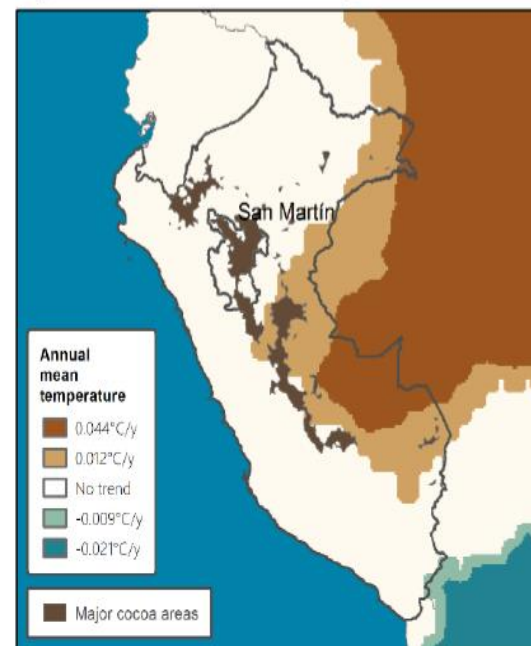 San Martín
Annual
mean
temperature
0.044°C/y
0.012°C/y
No trend
-0.009°C/y
-0.021°C/y
Major cocoa areas